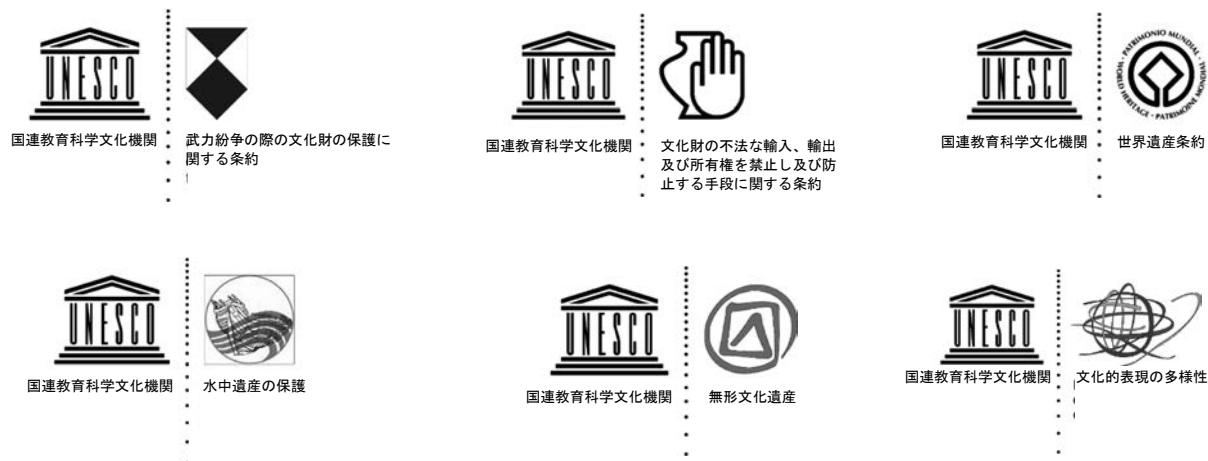 UNESCO
国連教育科学文化機関
武力紛争の際の文化財の保護に
関する条約
UNESCO
国連教育科学文化機関
文化財の不法な輸入、輸出
及び所有権を禁止し及び防
止する手段に関する条約
UNESCO
国連教育科学文化機関
PATRIMONIO MUNDIAL • WORLD HERITAGE • PATRIMOINE MONDIAL •
世界遺産条約
UNESCO
国連教育科学文化機関
水中遺産の保護
UNESCO
国連教育科学文化機関
無形文化遺産
UNESCO
国連教育科学文化機関
文化的表現の多様性